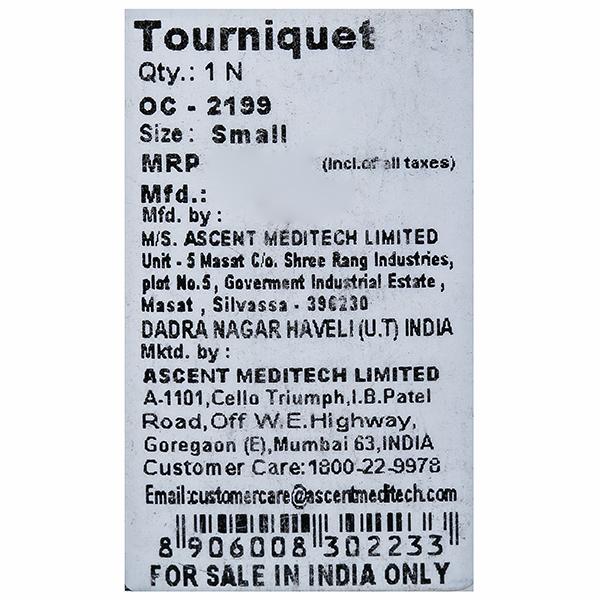 Tourniquet
Qty.: 1 N
OC - 2199
Size : Small
MRP (Incl.of all taxes)
Mfd.:
Mfd. by :
M/S. ASCENT MEDITECH LIMITED
Unit - 5 Masat C/o. Shree Rang Industries,
plot No.5, Goverment Industrial Estate,
Masat , Silvassa - 396230
DADRA NAGAR HAVELI (U.T) INDIA
Mktd. by :
ASCENT MEDITECH LIMITED
A-1101,Cello Triumph,I.B.Patel
Road,Off W.E.Highway,
Goregaon (E),Mumbai 63,INDIA
Customer Care:1800-22-9978
Email:customercare@ascentmeditech.com
8 906008 302233
FOR SALE IN INDIA ONLY